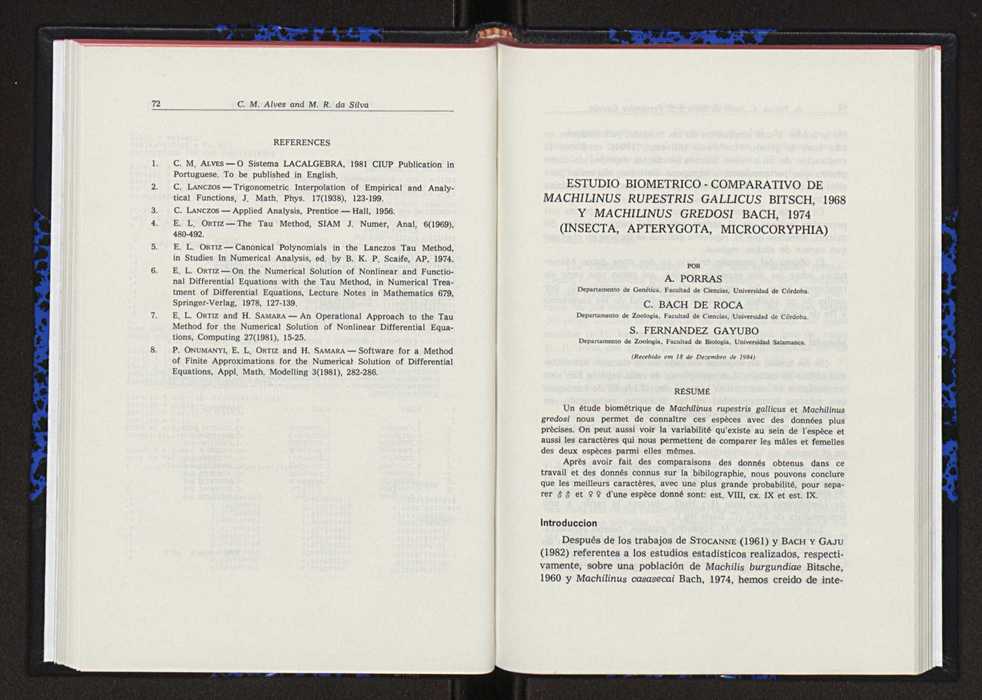 72
C. M. Alves and M. R. da Silva
REFERENCES
1. C. M. ALVES — O Sistema LACALGEBRA, 1981 CIUP Publication in
Portuguese. To be published in English.
2. C. LANCZOS — Trigonometric Interpolation of Empirical and Analy-
tical Functions, J. Math. Phys. 17(1938), 123-199.
3. C. LANCZOS — Applied Analysis, Prentice — Hall, 1956.
4. E. L. ORTIZ — The Tau Method, SIAM J. Numer, Anal, 6(1969),
480-492.
5. E. L. ORTIZ — Canonical Polynomials in the Lanczos Tau Method,
in Studies In Numerical Analysis, ed. by B. K. P. Scaife, AP, 1974.
6. E. L. ORTIZ — On the Numerical Solution of Nonlinear and Functio-
nal Differential Equations with the Tau Method, in Numerical Trea-
tment of Differential Equations, Lecture Notes in Mathematics 679,
Springer-Verlag, 1978, 127-139.
7. E. L. ORTIZ and H. SAMARA — An Operational Approach to the Tau
Method for the Numerical Solution of Nonlinear Differential Equa-
tions, Computing 27(1981), 15-25.
8. P. ONUMANYI, E. L. ORTIZ and H. SAMARA — Software for a Method
of Finite Approximations for the Numerical Solution of Differential
Equations, Appl. Math. Modelling 3(1981), 282-286.
ESTUDIO BIOMETRICO - COMPARATIVO DE
MACHILINUS RUPESTRIS GALLICUS BITSCH, 1968
Y MACHILINUS GREDOSI BACH, 1974
(INSECTA, APTERYGOTA, MICROCORYPHIA)
POR
A. PORRAS
Departamento de Genética, Facultad de Ciencias, Universidad de Córdoba.
C. BACH DE ROCA
Departamento de Zoología, Facultad de Ciencias, Universidad de Córdoba.
S. FERNANDEZ GAYUBO
Departamento de Zoología, Facultad de Biología, Universidad Salamanca.
(Recebido em 18 de Dezembro de 1984)
RÉSUMÉ
Un étude biométrique de Machilinus rupestris gallicus et Machilinus
gredosi nous permet de connaître ces espèces avec des données plus
précises. On peut aussi voir la variabilité qu'existe au sein de l'espèce et
aussi les caractères qui nous permettent de comparer les mâles et femelles
des deux espèces parmi elles mêmes.
Après avoir fait des comparaisons des donnés obtenus dans ce
travail et des donnés connus sur la bibilographie, nous pouvons conclure
que les meilleurs caractères, avec une plus grande probabilité, pour sepa-
rer ♂♂ et ♀♀ d'une espèce donné sont: est. VIII, cx. IX et est. IX.
Introduccion
Después de los trabajos de STOCANNE (1961) y BACH Y GAJU
(1982) referentes a los estudios estadísticos realizados, respecti-
vamente, sobre una población de Machilis burgundiae Bitsche,
1960 y Machilinus casasecai Bach, 1974, hemos creido de inte-